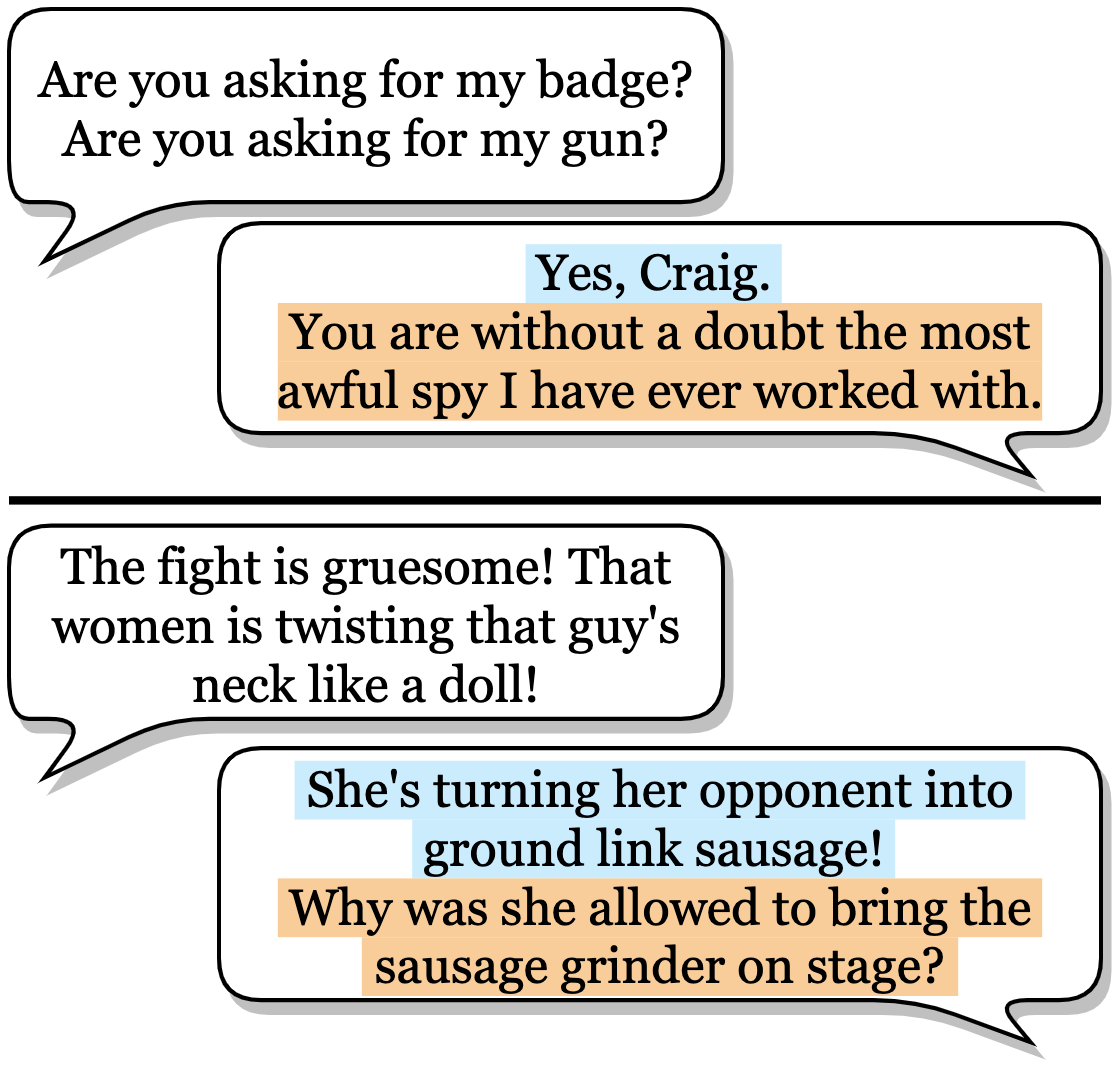 Are you asking for my badge?
Are you asking for my gun?
Yes, Craig.
You are without a doubt the most
awful spy I have ever worked with.
The fight is gruesome! That
women is twisting that guy's
neck like a doll!
She's turning her opponent into
ground link sausage!
Why was she allowed to bring the
sausage grinder on stage?